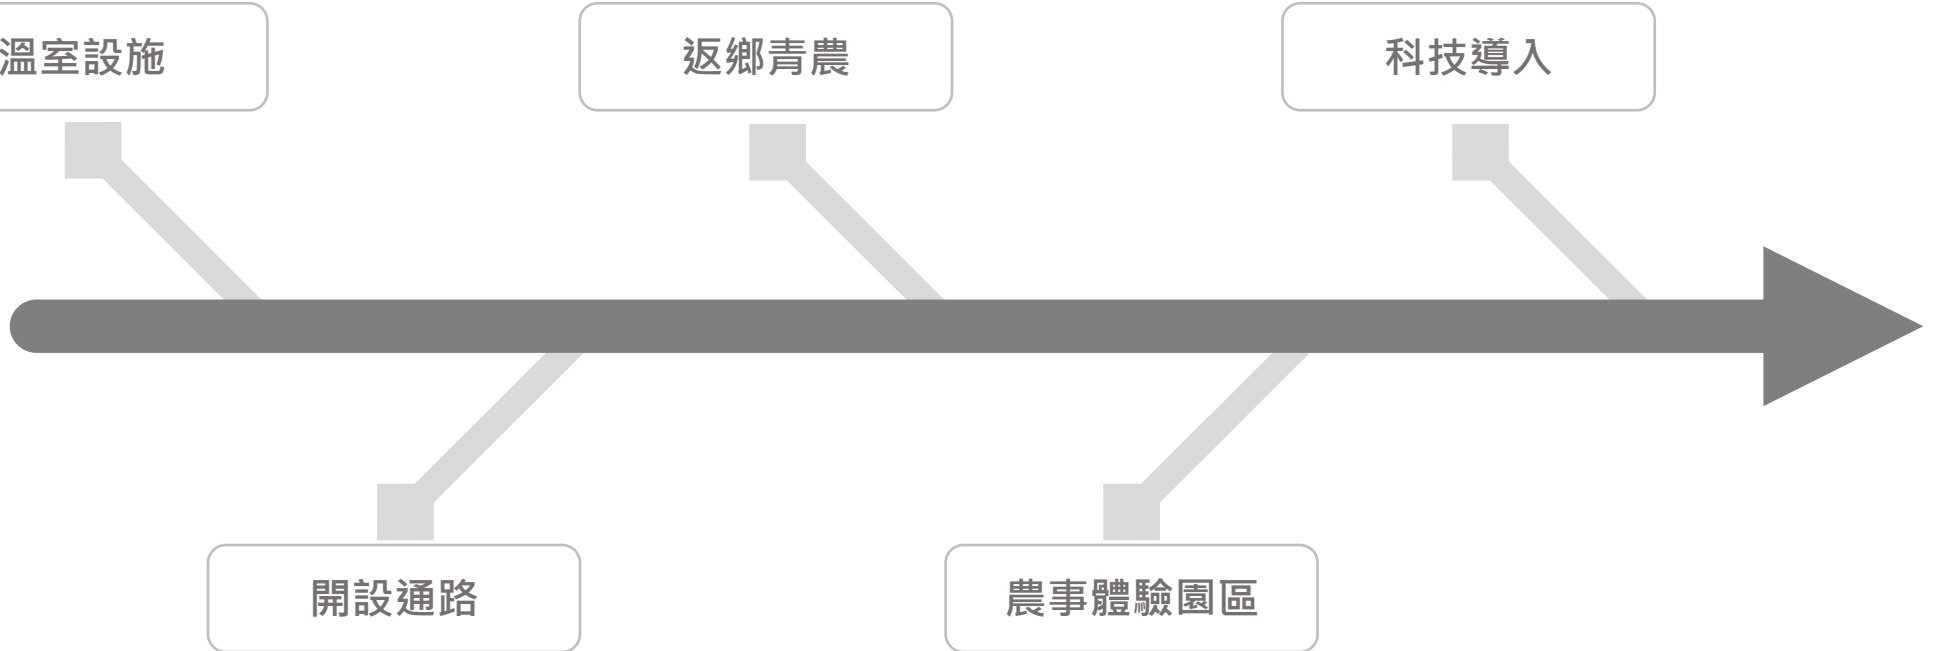 溫室設施
返鄉青農
科技導入
開設通路
農事體驗園區